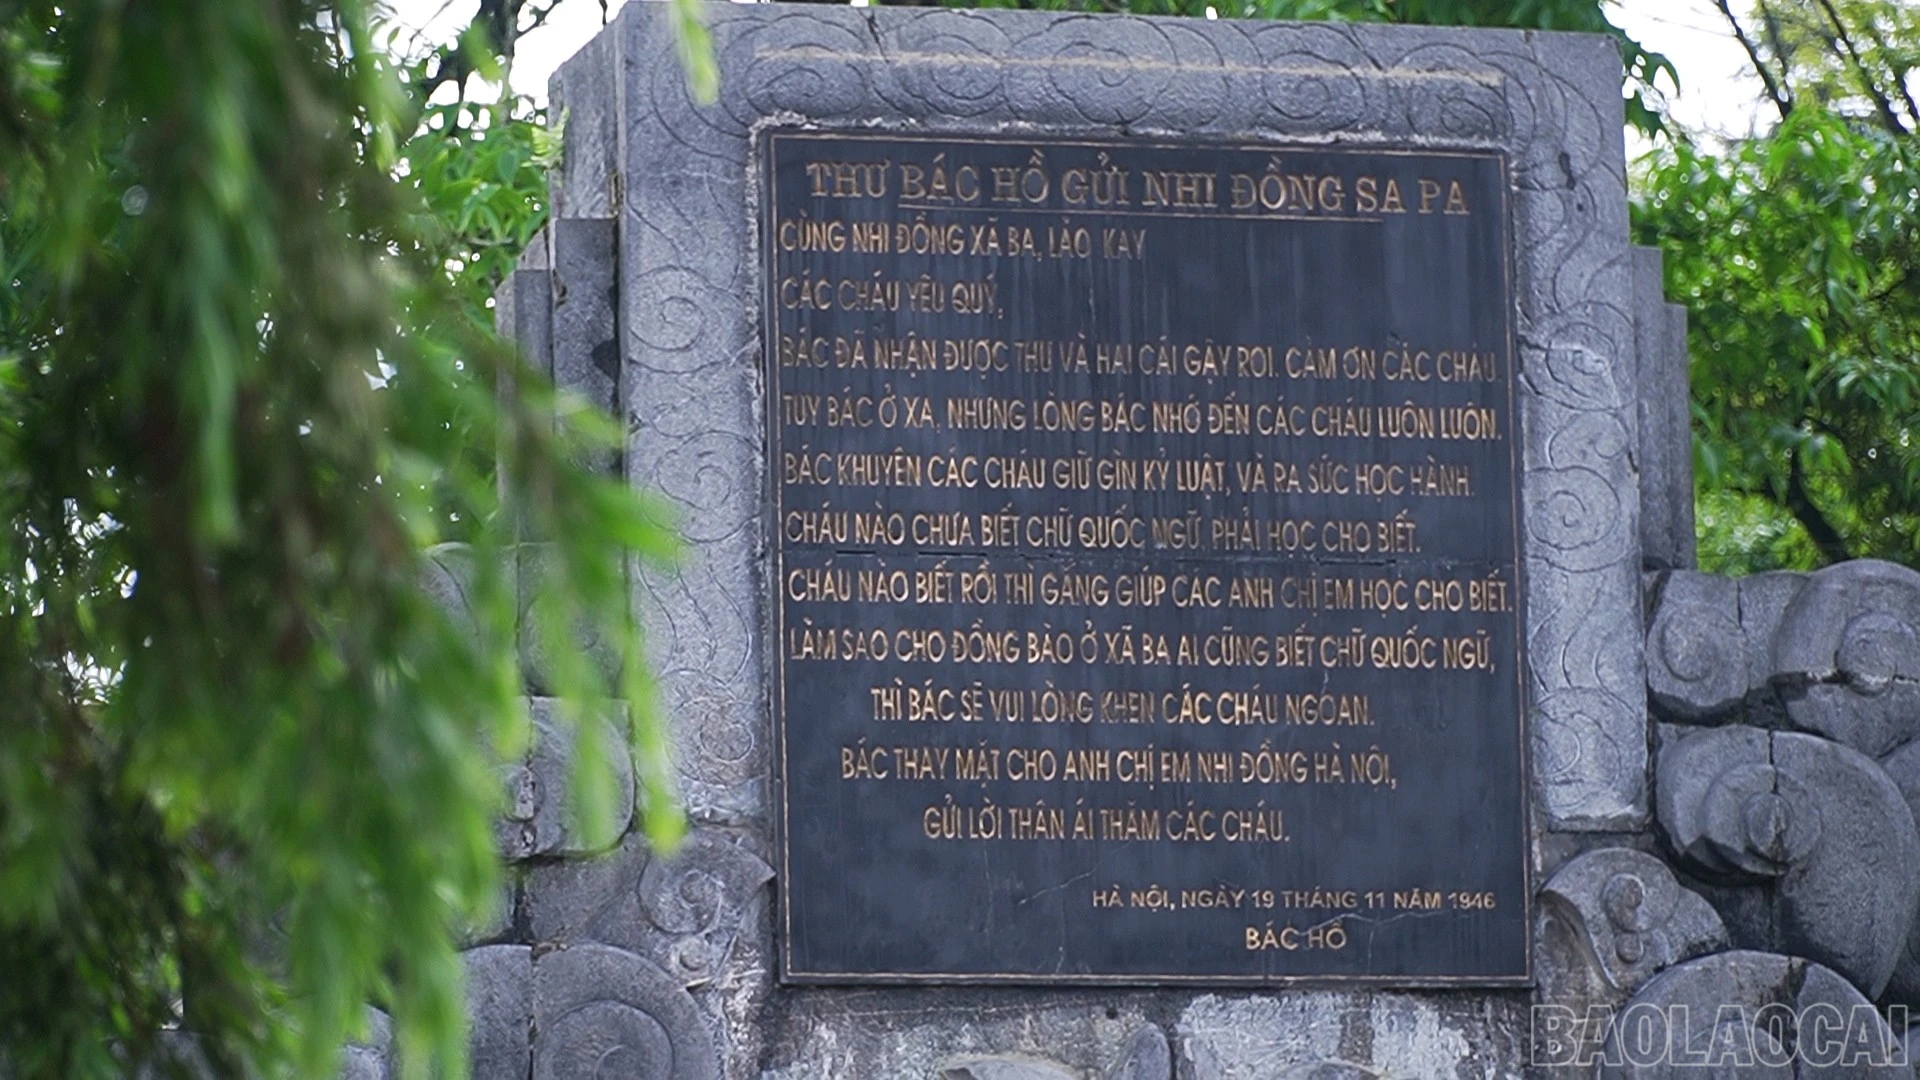 THƯ BÁC HỒ GỬI NHI ĐỒNG SA PA
CÙNG NHI ĐỒNG XÃ BA, LÀO KAY
CÁC CHÁU YÊU QUÝ,
BÁC ĐÃ NHẬN ĐƯỢC THƯ VÀ HAI CÁI GẬY ROI. CẢM ƠN CÁC CHÁU.
TUY BÁC Ở XA, NHƯNG LÒNG BÁC NHỚ ĐẾN CÁC CHÁU LUÔN LUÔN.
BÁC KHUYÊN CÁC CHÁU GIỮ GÌN KỶ LUẬT, VÀ RA SỨC HỌC HÀNH.
CHÁU NÀO CHƯA BIẾT CHỮ QUỐC NGỮ, PHẢI HỌC CHO BIẾT.
CHÁU NÀO BIẾT RỒI THÌ GẮNG GIÚP CÁC ANH CHỊ EM HỌC CHO BIẾT.
LÀM SAO CHO ĐỒNG BÀO Ở XÃ BA AI CŨNG BIẾT CHỮ QUỐC NGỮ,
THÌ BÁC SẼ VUI LÒNG KHEN CÁC CHÁU NGOAN.
BÁC THAY MẶT CHO ANH CHỊ EM NHI ĐỒNG HÀ NỘI,
GỬI LỜI THÂN ÁI THĂM CÁC CHÁU.
HÀ NỘI, NGÀY 19 THÁNG 11 NĂM 1946
BÁC HỒ
BAOLAOCAI